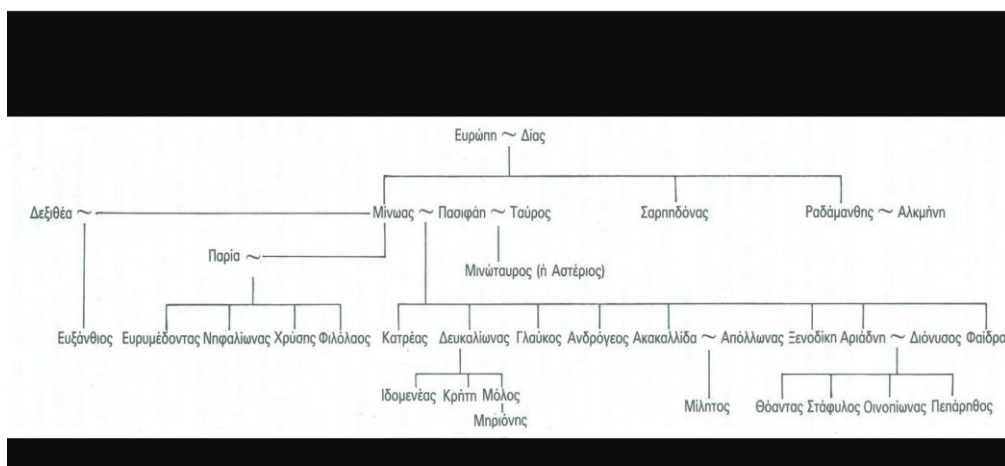 Ευρώπη ~ Δίας
Δεξιθέα ~ Μίνωας ~ Πασιφάη ~ Ταύρος Σαρπηδόνας Ραδάμανθης ~ Αλκμήνη
Παρία ~
Μινώταυρος (ή Αστέριος)
Ευξάνθιος Ευρυμέδοντας Νηφαλίωνας Χρύσης Φιλόλαος Κατρέας Δευκαλίωνας Γλαύκος Ανδρόγεος Ακακαλλίδα ~ Απόλλωνας Ξενοδίκη Αριάδνη ~ Διόνυσος Φαίδρα
Ιδομενέας Κρήτη Μόλος Μίλητος Θόαντας Στάφυλος Οινοπίωνας Πεπάρηθος
Μηριόνης